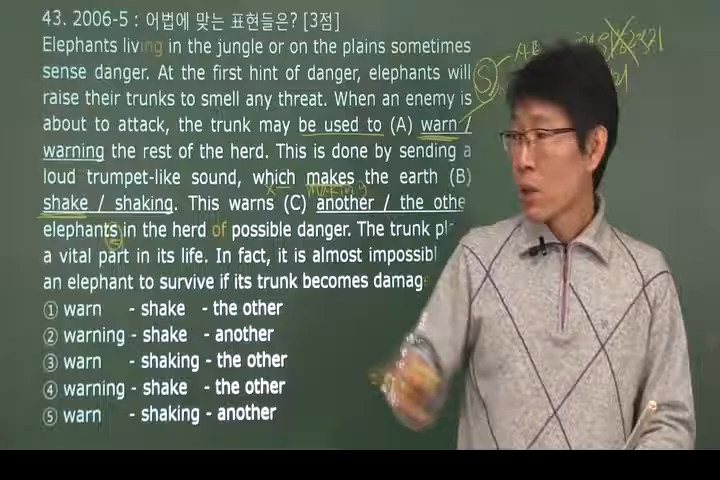 43. 2006-5 : 어법에 맞는 표현들은? [3점]
Elephants living in the jungle or on the plains sometimes
sense danger. At the first hint of danger, elephants will
raise their trunks to smell any threat. When an enemy is
about to attack, the trunk may be used to (A) warn /
warning the rest of the herd. This is done by sending a
loud trumpet-like sound, which makes the earth (B)
making
shake / shaking. This warns (C) another / the othe
elephants in the herd of possible danger. The trunk pl
a vital part in its life. In fact, it is almost impossibl
an elephant to survive if its trunk becomes damag
① warn - shake - the other
② warning - shake - another
③ warn - shaking - the other
④ warning - shake - the other
⑤ warn - shaking - another